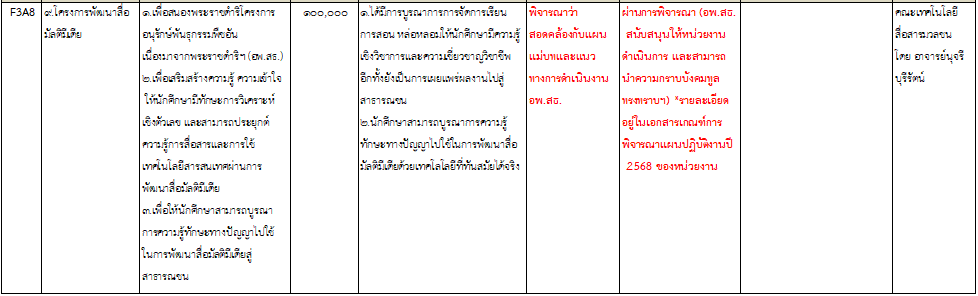 F3A8
๙.โครงการพัฒนาสื่อ
มัลติมีเดีย
๑.เพื่อสนองพระราชดำริโครงการ
อนุรักษ์พันธุกรรมพืชอัน
เนื่องมาจากพระราชดำริฯ (อพ.สธ.)
๒.เพื่อเสริมสร้างความรู้ ความเข้าใจ
ให้นักศึกษามีทักษะการวิเคราะห์
เชิงตัวเลข และสามารถประยุกต์
ความรู้การสื่อสารและการใช้
เทคโนโลยีสารสนเทศผ่านการ
พัฒนาสื่อมัลติมีเดีย
๓.เพื่อให้นักศึกษาสามารถบูรณา
การความรู้ทักษะทางปัญญาไปใช้
ในการพัฒนาสื่อมัลติมีเดียสู่
สาธารณชน
๑๐๐,๐๐๐
๑.ได้มีการบูรณาการการจัดการเรียน
การสอน หล่อหลอมให้นักศึกษามีความรู้
เชิงวิชาการและความเชี่ยวชาญวิชาชีพ
อีกทั้งยังเป็นการเผยแพร่ผลงานไปสู่
สาธารณชน
๒.นักศึกษาสามารถบูรณาการความรู้
ทักษะทางปัญญาไปใช้ในการพัฒนาสื่อ
มัลติมีเดียด้วยเทคโลโลยีที่ทันสมัยได้จริง
พิจารณาว่า
สอดคล้องกับแผน
แม่บทและแนว
ทางการดำเนินงาน
อพ.สธ.
ผ่านการพิจารณา (อพ.สธ.
สนับสนุนให้หน่วยงาน
ดำเนินการ และสามารถ
นำความกราบบังคมทูล
ทรงทราบฯ) *รายละเอียด
อยู่ในเอกสารเกณฑ์การ
พิจารณาแผนปฏิบัติงานปี
2568 ของหน่วยงาน
คณะเทคโนโลยี
สื่อสารมวลชน
โดย อาจารย์นุจรี
บุรีรัตน์